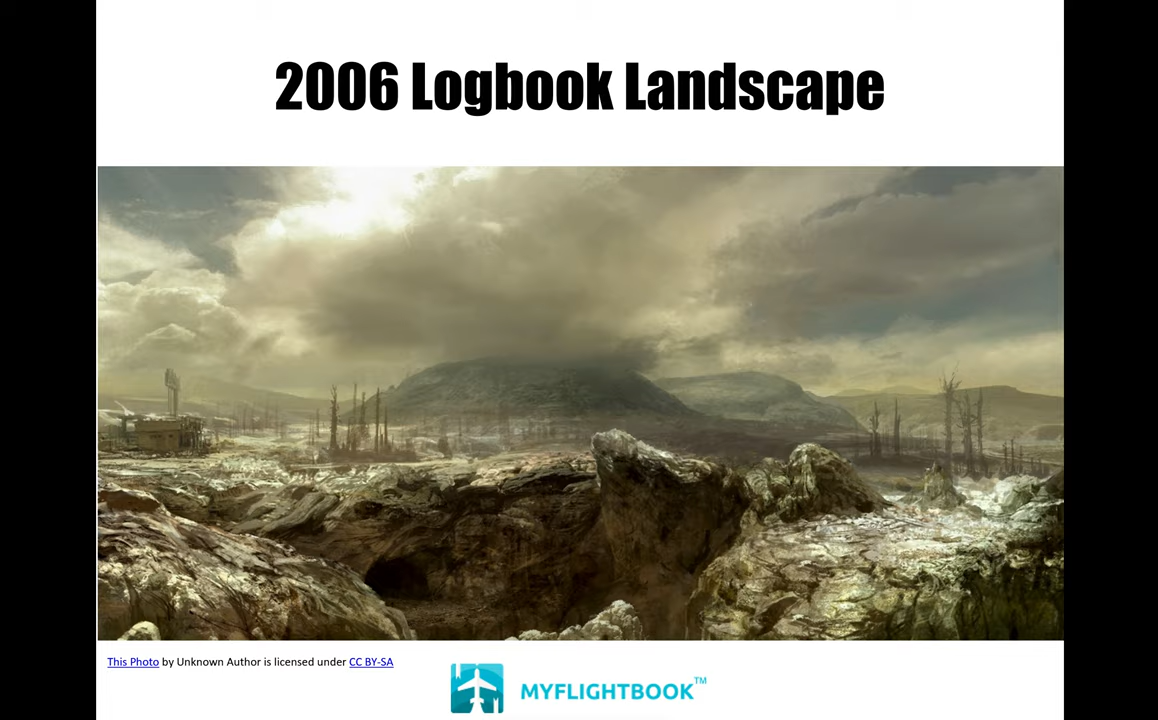 2006 Logbook Landscape
This Photo by Unknown Author is licensed under CC BY-SA
MYFLIGHTBOOK™